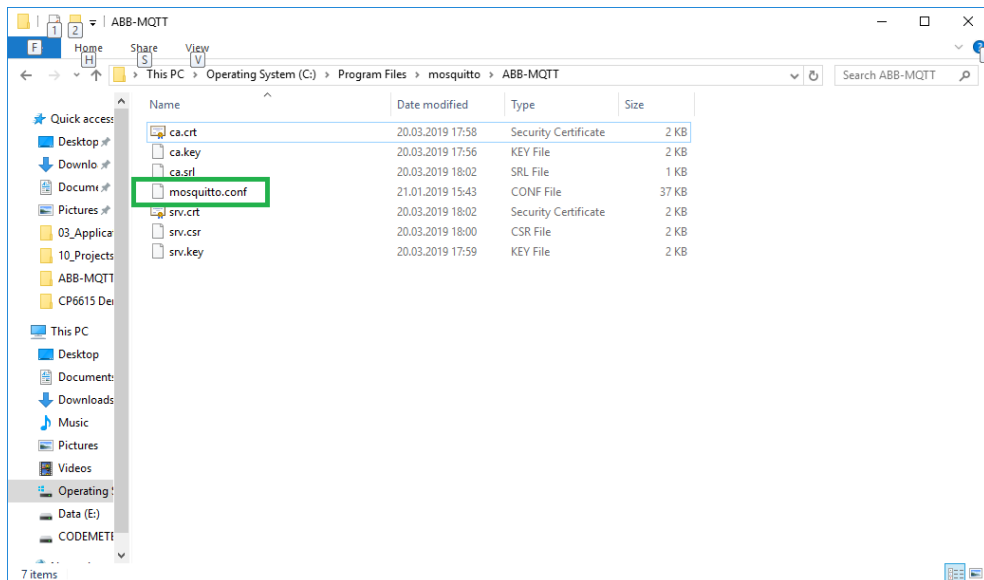 1 2 ABB-MQTT
F Home Share View
H S V
This PC > Operating System (C:) > Program Files > mosquitto > ABB-MQTT
Search ABB-MQTT
Name Date modified Type Size
Quick access
Desktop
Downlo
Docume
Pictures
03_Applica
10_Projects
ABB-MQTT
CP6615 De
This PC
Desktop
Documents
Downloads
Music
Pictures
Videos
Operating S
Data (E:)
CODEMETE
ca.crt 20.03.2019 17:58 Security Certificate 2 KB
ca.key 20.03.2019 17:56 KEY File 2 KB
ca.srl 20.03.2019 18:02 SRL File 1 KB
mosquitto.conf 21.01.2019 15:43 CONF File 37 KB
srv.crt 20.03.2019 18:02 Security Certificate 2 KB
srv.csr 20.03.2019 18:00 CSR File 2 KB
srv.key 20.03.2019 17:59 KEY File 2 KB
7 items